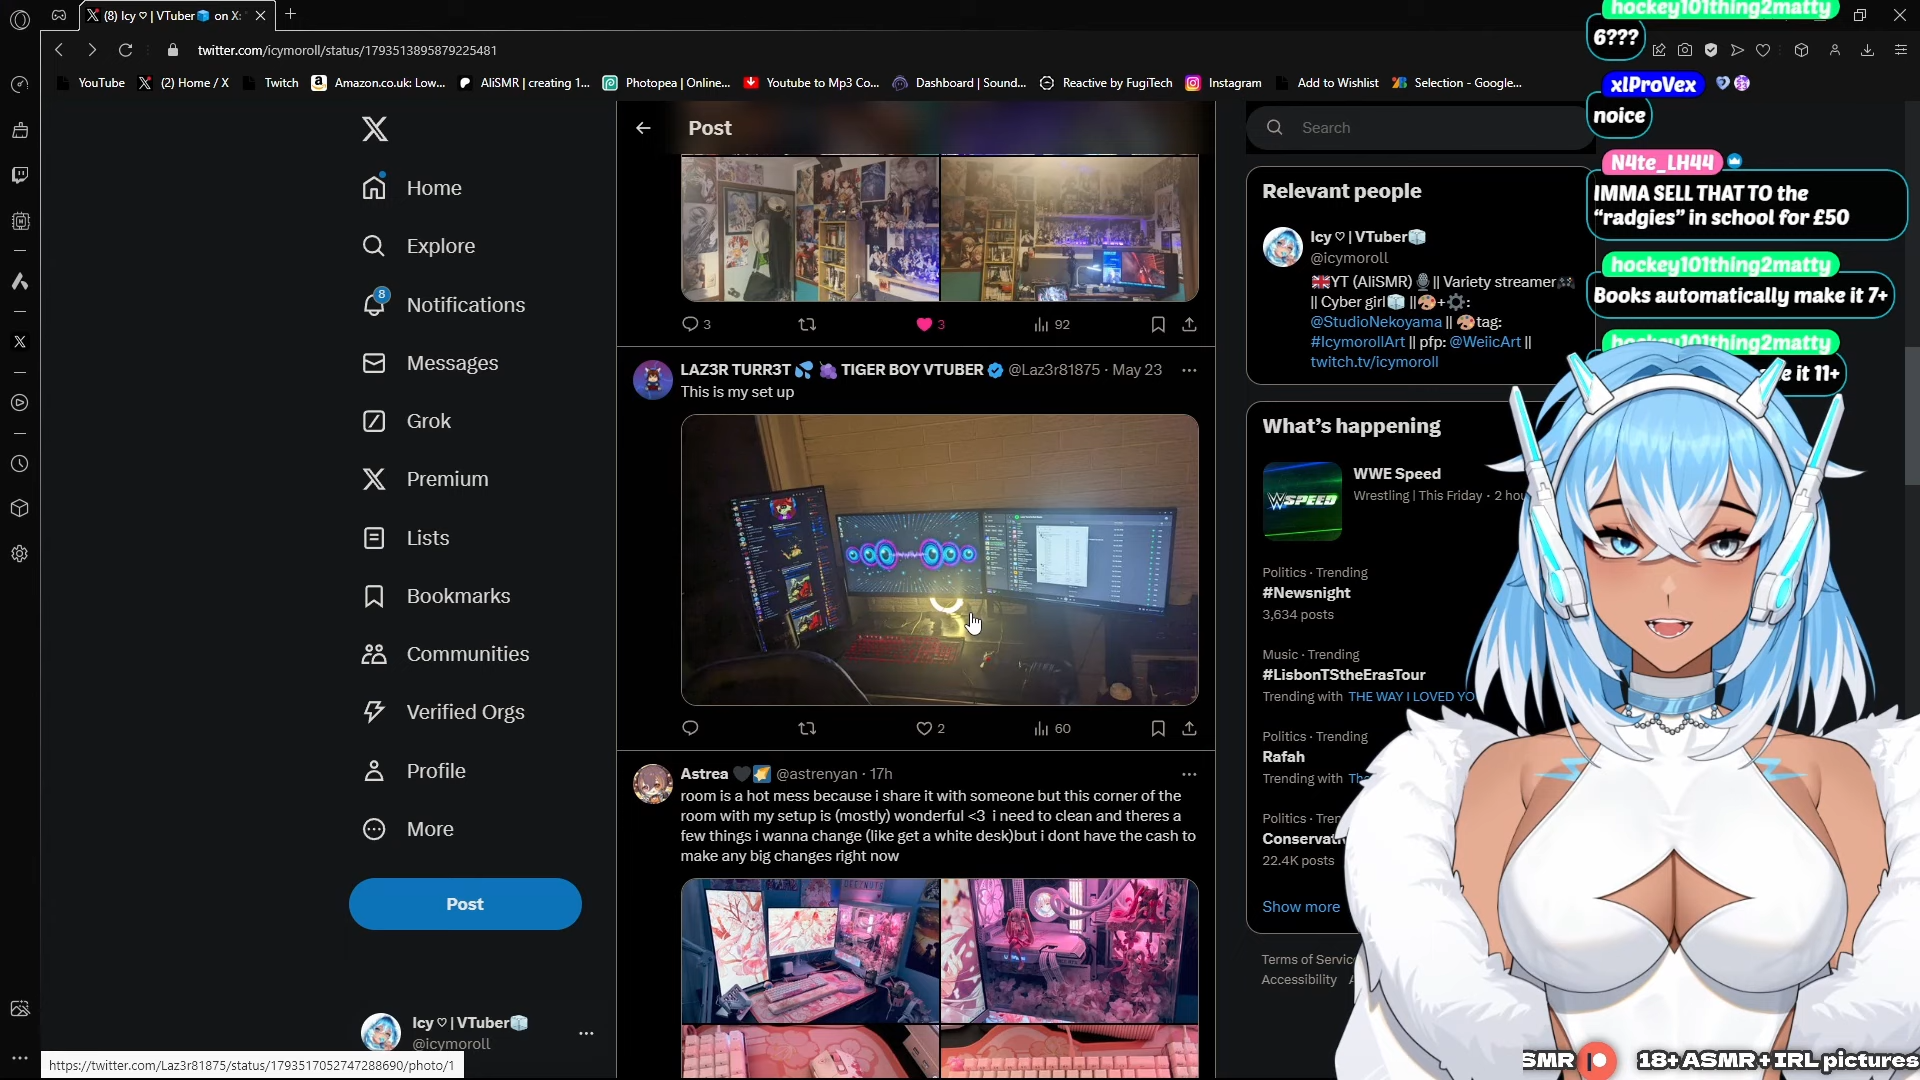 (8) Icy ♡ | VTuber🧊 on X: "
twitter.com/icymoroll/status/1793513895879225481
YouTube
(2) Home / X
Twitch
Amazon.co.uk: Low...
AliSMR | creating 1...
Photopea | Online...
Youtube to Mp3 Co...
Dashboard | Sound...
Reactive by FugiTech
Instagram
Add to Wishlist
Selection - Google...
Home
Explore
8
Notifications
Messages
Grok
Premium
Lists
Bookmarks
Communities
Verified Orgs
Profile
More
Post
Icy ♡ | VTuber🧊
@icymoroll
https://twitter.com/Laz3r81875/status/1793517052747288690/photo/1
Post
3
3
92
LAZ3R TURR3T 💦 🍇 TIGER BOY VTUBER @Laz3r81875 · May 23
This is my set up
2
60
Astrea 🖤🌠 @astrenyan · 17h
room is a hot mess because i share it with someone but this corner of the
room with my setup is (mostly) wonderful <3 i need to clean and theres a
few things i wanna change (like get a white desk)but i dont have the cash to
make any big changes right now
Search
Relevant people
Icy ♡ | VTuber🧊
@icymoroll
🇬🇧YT (AliSMR)🎙️|| Variety streamer🎮
|| Cyber girl🧊 ||🎨+⚙️:
@StudioNekoyama || 🎨tag:
#IcymorollArt || pfp: @WeiicArt ||
twitch.tv/icymoroll
What's happening
WSPEED
WWE Speed
Wrestling | This Friday · 2 hou
Politics · Trending
#Newsnight
3,634 posts
Music · Trending
#LisbonTStheErasTour
Trending with THE WAY I LOVED YO
Politics · Trending
Rafah
Trending with
Politics · Trending
22.4K posts
Show more
Terms of Service
Accessibility
hockey101thing2matty
6???
xlProVex
noice
N4te_LH44
IMMA SELL THAT TO the
“radgies” in school for £50
hockey101thing2matty
Books automatically make it 7+
hockey101thing2matty
it 11+
SMR
18+ ASMR + IRL pictures